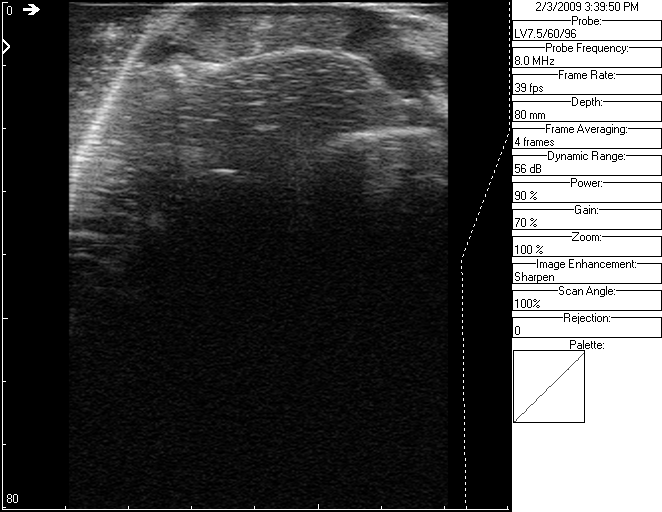 0
80
2/3/2009 3:39:50 PM
Probe:
LV7.5/60/96
Probe Frequency:
8.0 MHz
Frame Rate:
39 fps
Depth:
80 mm
Frame Averaging:
4 frames
Dynamic Range:
56 dB
Power:
90 %
Gain:
70 %
Zoom:
100 %
Image Enhancement:
Sharpen
Scan Angle:
100%
Rejection:
0
Palette: